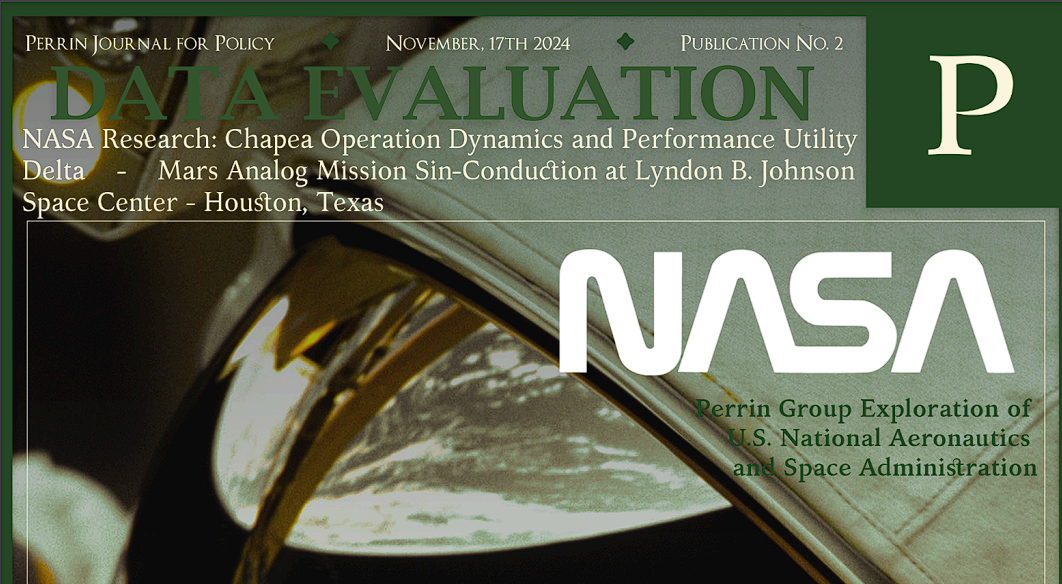 Perrin Journal for Policy ◆ November, 17th 2024 ◆ Publication No. 2
P
DATA EVALUATION
NASA Research: Chapea Operation Dynamics and Performance Utility
Delta - Mars Analog Mission Sin-Conduction at Lyndon B. Johnson
Space Center - Houston, Texas
NASA
Perrin Group Exploration of
U.S. National Aeronautics
and Space Administration